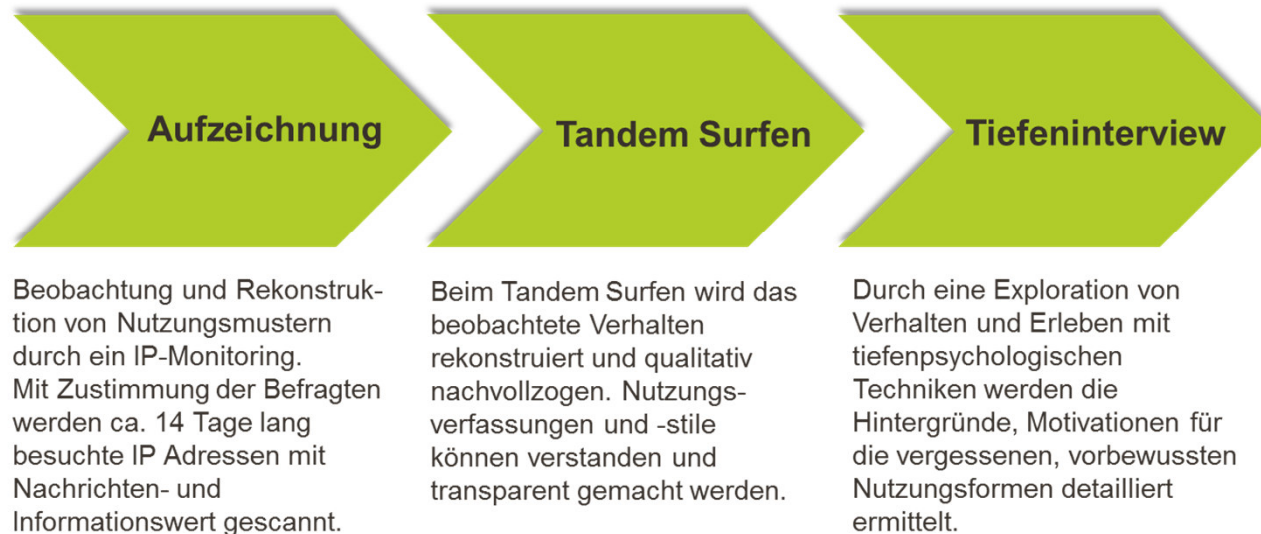 Aufzeichnung
Tandem Surfen
Tiefeninterview
Beobachtung und Rekonstruk-
tion von Nutzungsmustern
durch ein IP-Monitoring.
Mit Zustimmung der Befragten
werden ca. 14 Tage lang
besuchte IP Adressen mit
Nachrichten- und
Informationswert gescannt.
Beim Tandem Surfen wird das
beobachtete Verhalten
rekonstruiert und qualitativ
nachvollzogen. Nutzungs-
verfassungen und -stile
können verstanden und
transparent gemacht werden.
Durch eine Exploration von
Verhalten und Erleben mit
tiefenpsychologischen
Techniken werden die
Hintergründe, Motivationen für
die vergessenen, vorbewussten
Nutzungsformen detailliert
ermittelt.